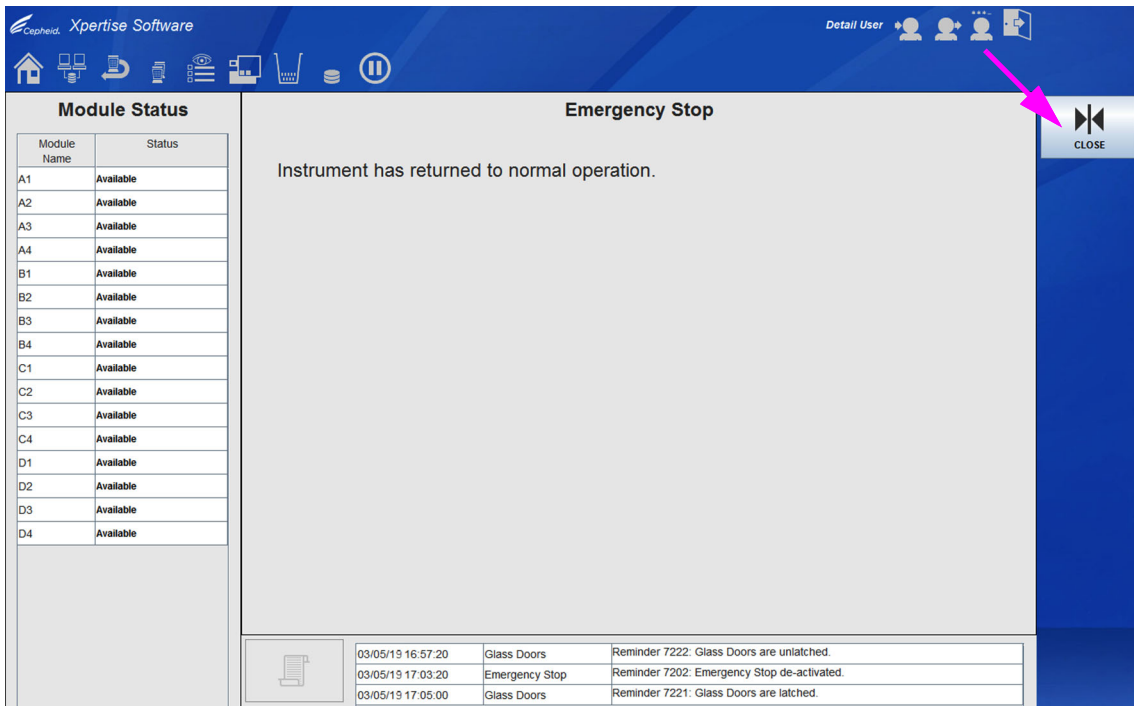 Cepheid. Xpertise Software
Detail User
Module Status
Module Name Status
A1 Available
A2 Available
A3 Available
A4 Available
B1 Available
B2 Available
B3 Available
B4 Available
C1 Available
C2 Available
C3 Available
C4 Available
D1 Available
D2 Available
D3 Available
D4 Available
Emergency Stop
Instrument has returned to normal operation.
CLOSE
03/05/19 16:57:20 Glass Doors Reminder 7222: Glass Doors are unlatched.
03/05/19 17:03:20 Emergency Stop Reminder 7202: Emergency Stop de-activated.
03/05/19 17:05:00 Glass Doors Reminder 7221: Glass Doors are latched.